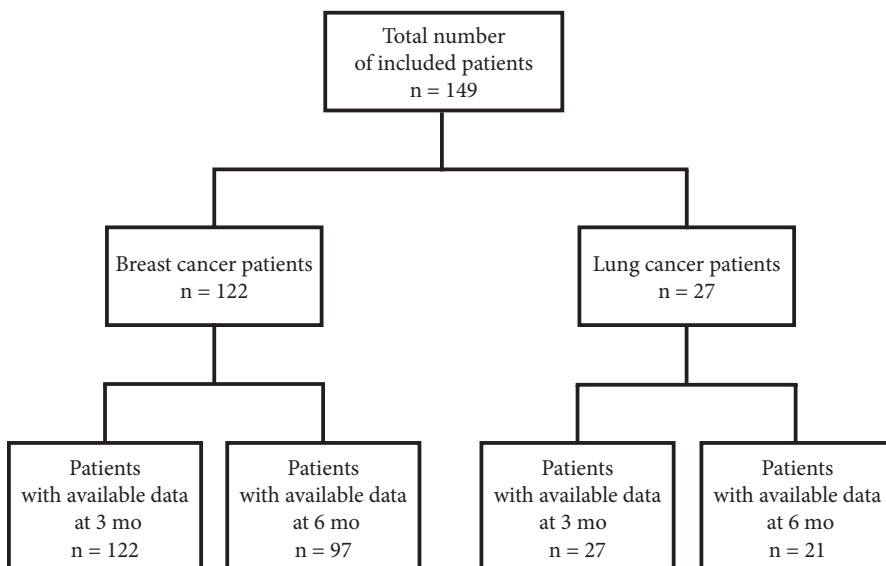 Total number
of included patients
n = 149
Breast cancer patients
n = 122
Lung cancer patients
n = 27
Patients
with available data
at 3 mo
n = 122
Patients
with available data
at 6 mo
n = 97
Patients
with available data
at 3 mo
n = 27
Patients
with available data
at 6 mo
n = 21